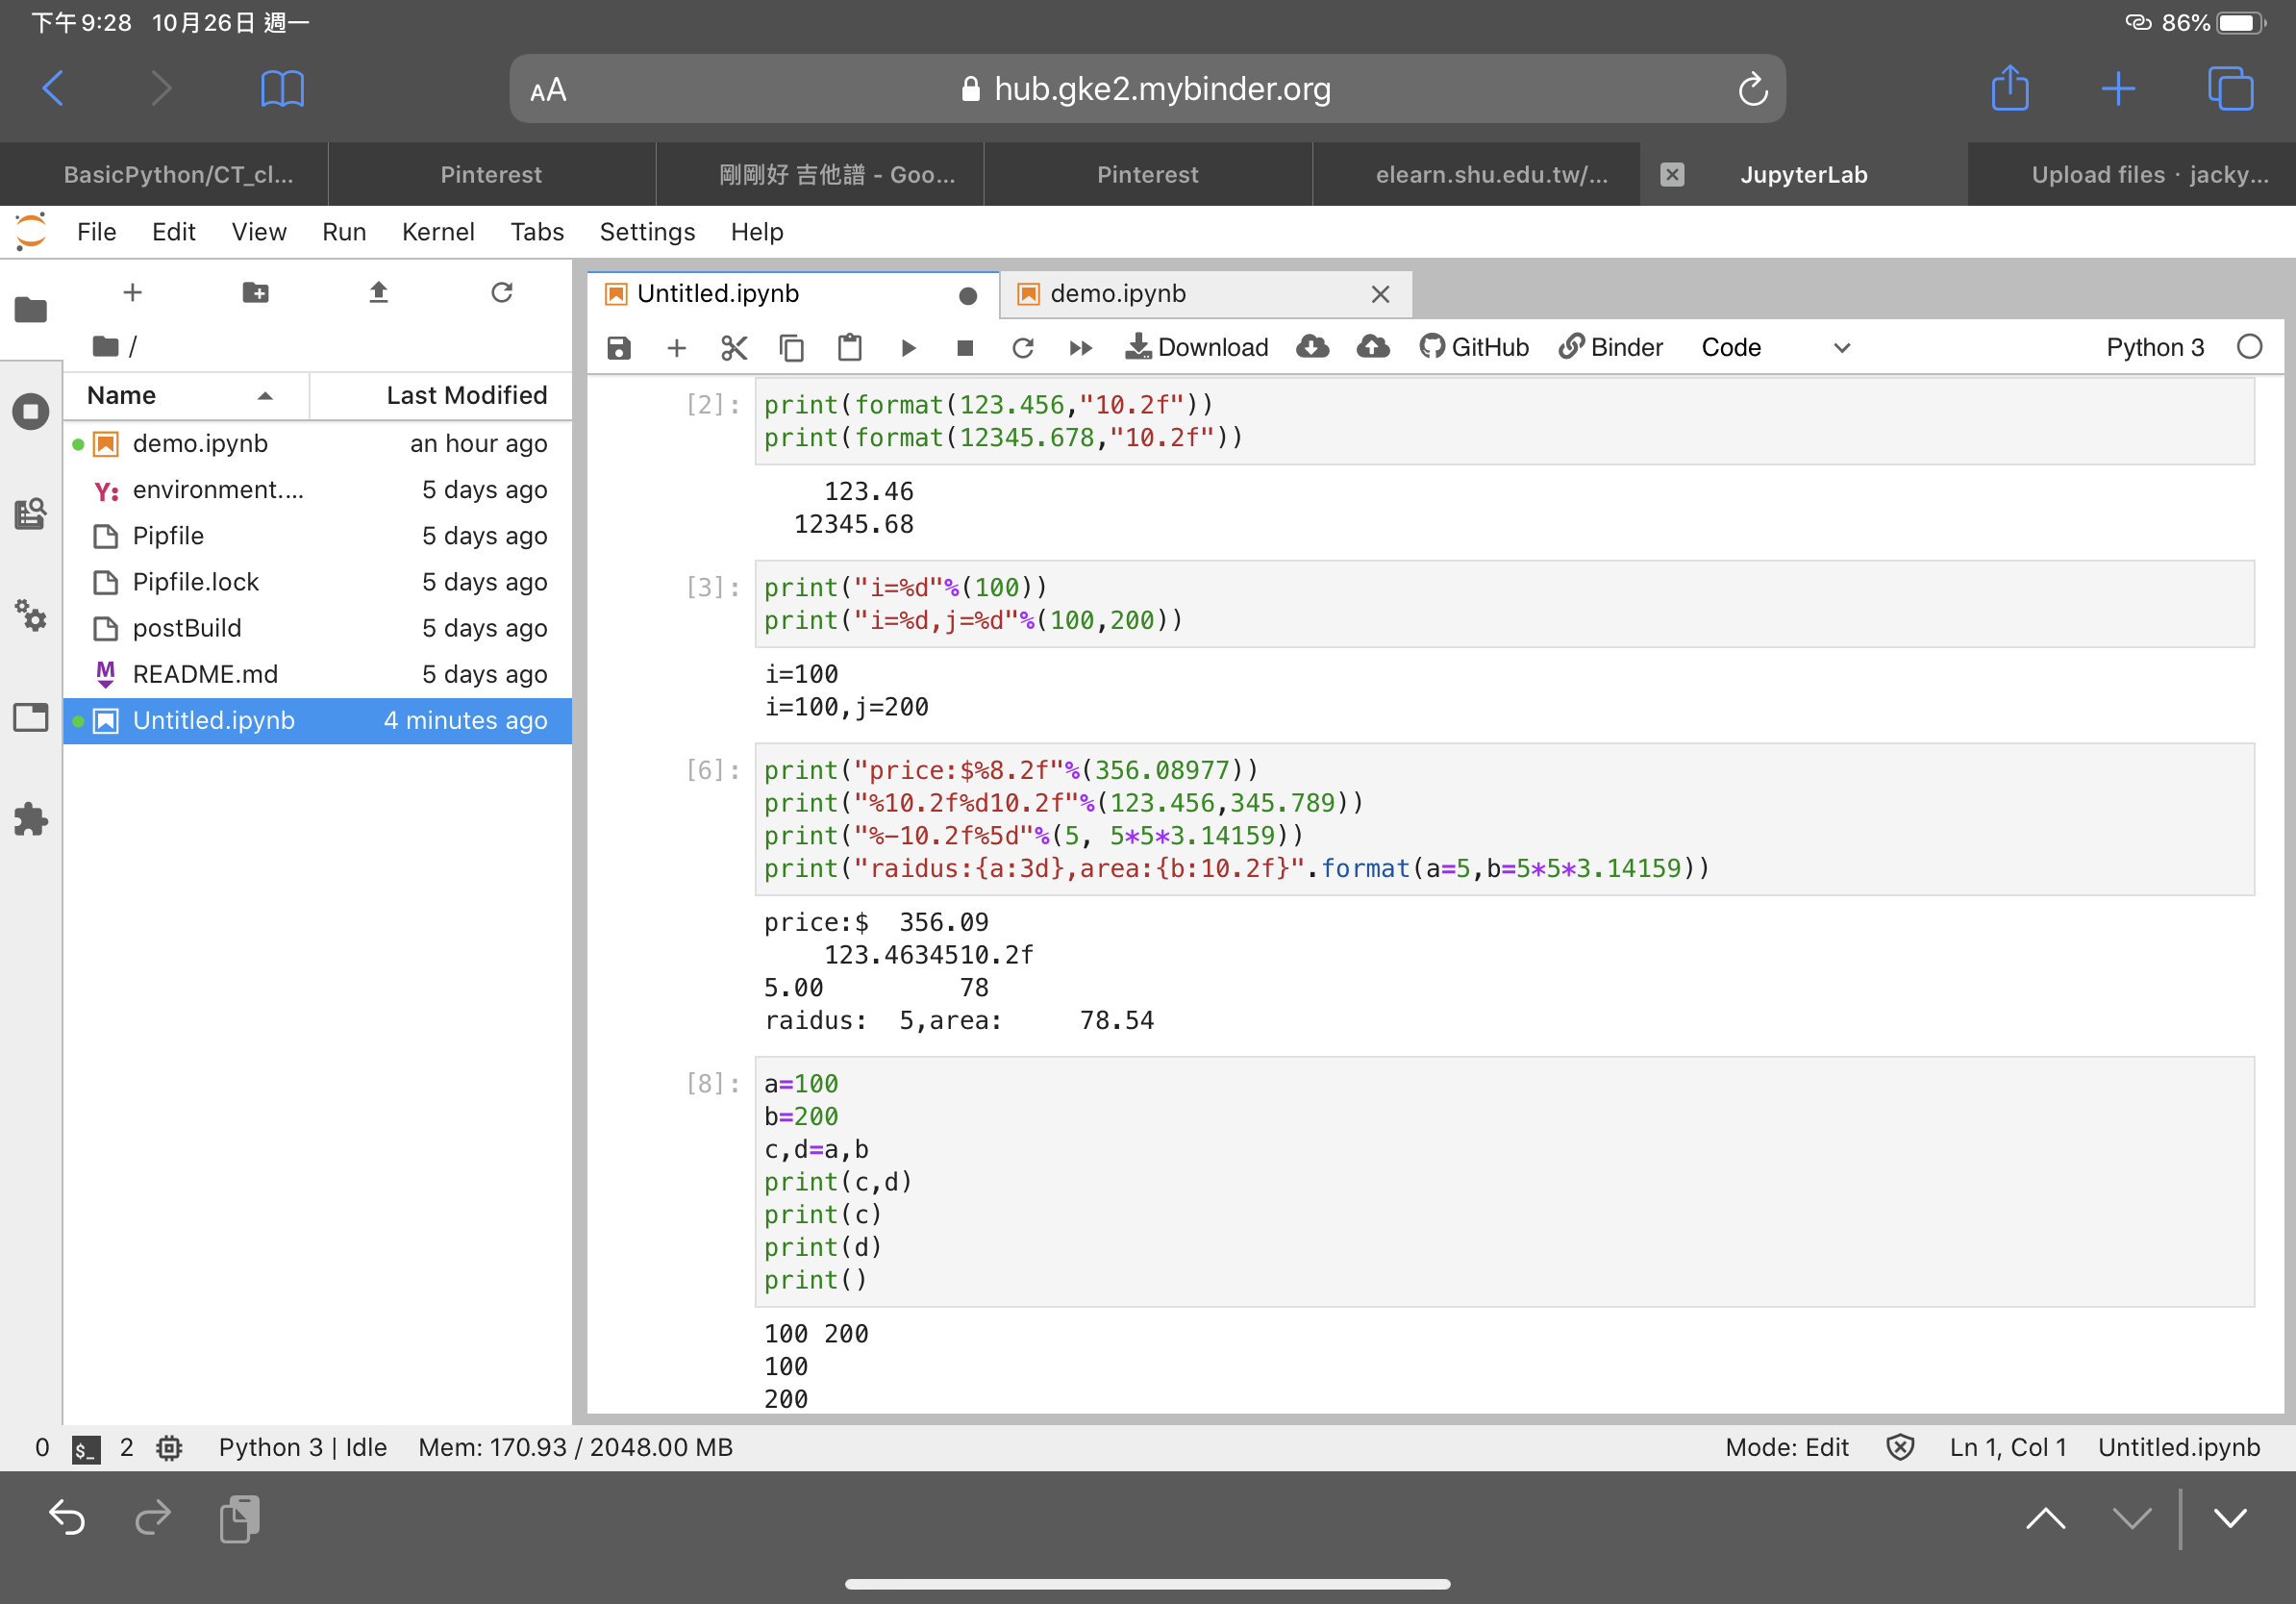 下午9:28 10月26日 週一 86%
AA hub.gke2.mybinder.org
BasicPython/CT_cl... Pinterest 剛剛好 吉他譜 - Goo... Pinterest elearn.shu.edu.tw/... JupyterLab Upload files · jacky...
File Edit View Run Kernel Tabs Settings Help
Untitled.ipynb demo.ipynb
/
Download GitHub Binder Code Python 3
Name Last Modified
demo.ipynb an hour ago
environment.... 5 days ago
Pipfile 5 days ago
Pipfile.lock 5 days ago
postBuild 5 days ago
README.md 5 days ago
Untitled.ipynb 4 minutes ago
[2]: print(format(123.456,"10.2f"))
print(format(12345.678,"10.2f"))
    123.46
  12345.68
[3]: print("i=%d"%(100))
print("i=%d,j=%d"%(100,200))
i=100
i=100,j=200
[6]: print("price:$%8.2f"%(356.08977))
print("%10.2f%d10.2f"%(123.456,345.789))
print("%-10.2f%5d"%(5, 5*5*3.14159))
print("raidus:{a:3d},area:{b:10.2f}".format(a=5,b=5*5*3.14159))
price:$  356.09
    123.4634510.2f
5.00         78
raidus:  5,area:     78.54
[8]: a=100
b=200
c,d=a,b
print(c,d)
print(c)
print(d)
print()
100 200
100
200
0 $_ 2 Python 3 | Idle Mem: 170.93 / 2048.00 MB Mode: Edit Ln 1, Col 1 Untitled.ipynb